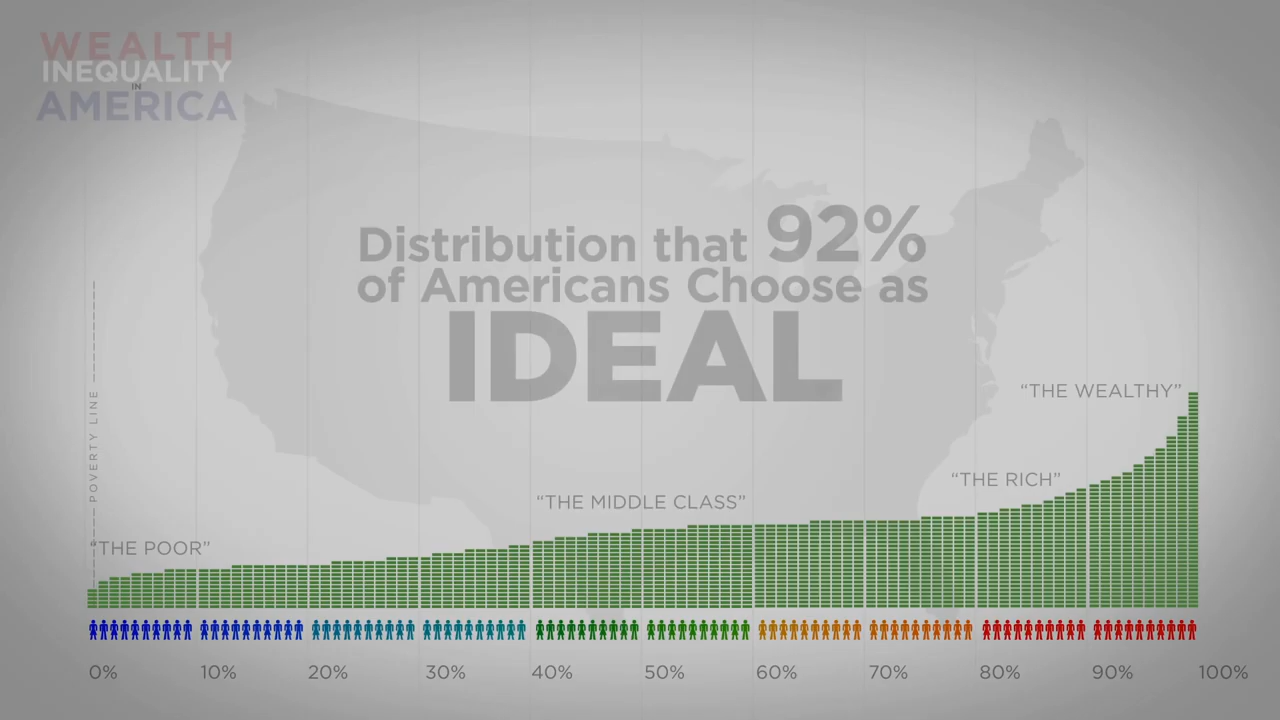 WEALTH
INEQUALITY
IN
AMERICA
Distribution that 92%
of Americans Choose as
IDEAL
“THE WEALTHY”
“THE RICH”
“THE MIDDLE CLASS”
“THE POOR”
POVERTY LINE
0% 10% 20% 30% 40% 50% 60% 70% 80% 90% 100%